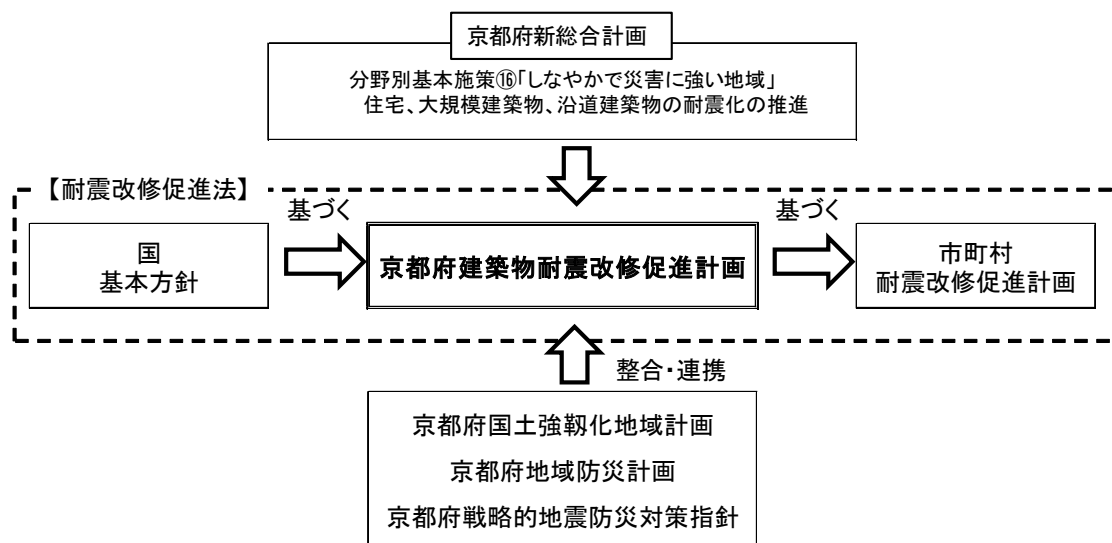 京都府新総合計画
分野別基本施策⑯「しなやかで災害に強い地域」
住宅、大規模建築物、沿道建築物の耐震化の推進
【耐震改修促進法】
基づく
基づく
国
基本方針
京都府建築物耐震改修促進計画
市町村
耐震改修促進計画
整合・連携
京都府国土強靱化地域計画
京都府地域防災計画
京都府戦略的地震防災対策指針